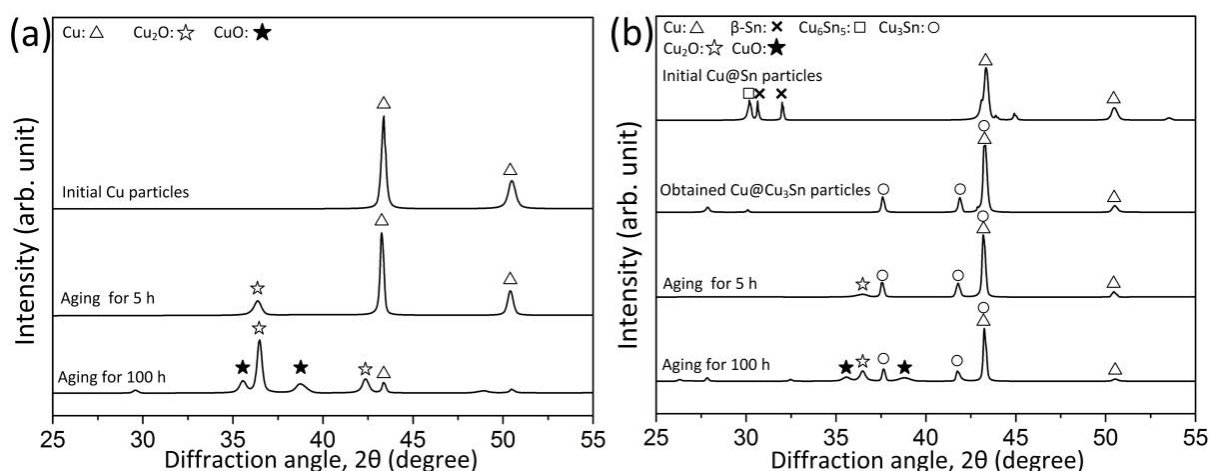 (a)
Cu: △ Cu₂O: ☆ CuO: ★
Initial Cu particles
Aging for 5 h
Aging for 100 h
Intensity (arb. unit)
25 30 35 40 45 50 55
Diffraction angle, 2θ (degree)
(b)
Cu: △ β-Sn: × Cu₆Sn₅: □ Cu₃Sn: ○
Cu₂O: ☆ CuO: ★
Initial Cu@Sn particles
Obtained Cu@Cu₃Sn particles
Aging for 5 h
Aging for 100 h
Intensity (arb. unit)
25 30 35 40 45 50 55
Diffraction angle, 2θ (degree)